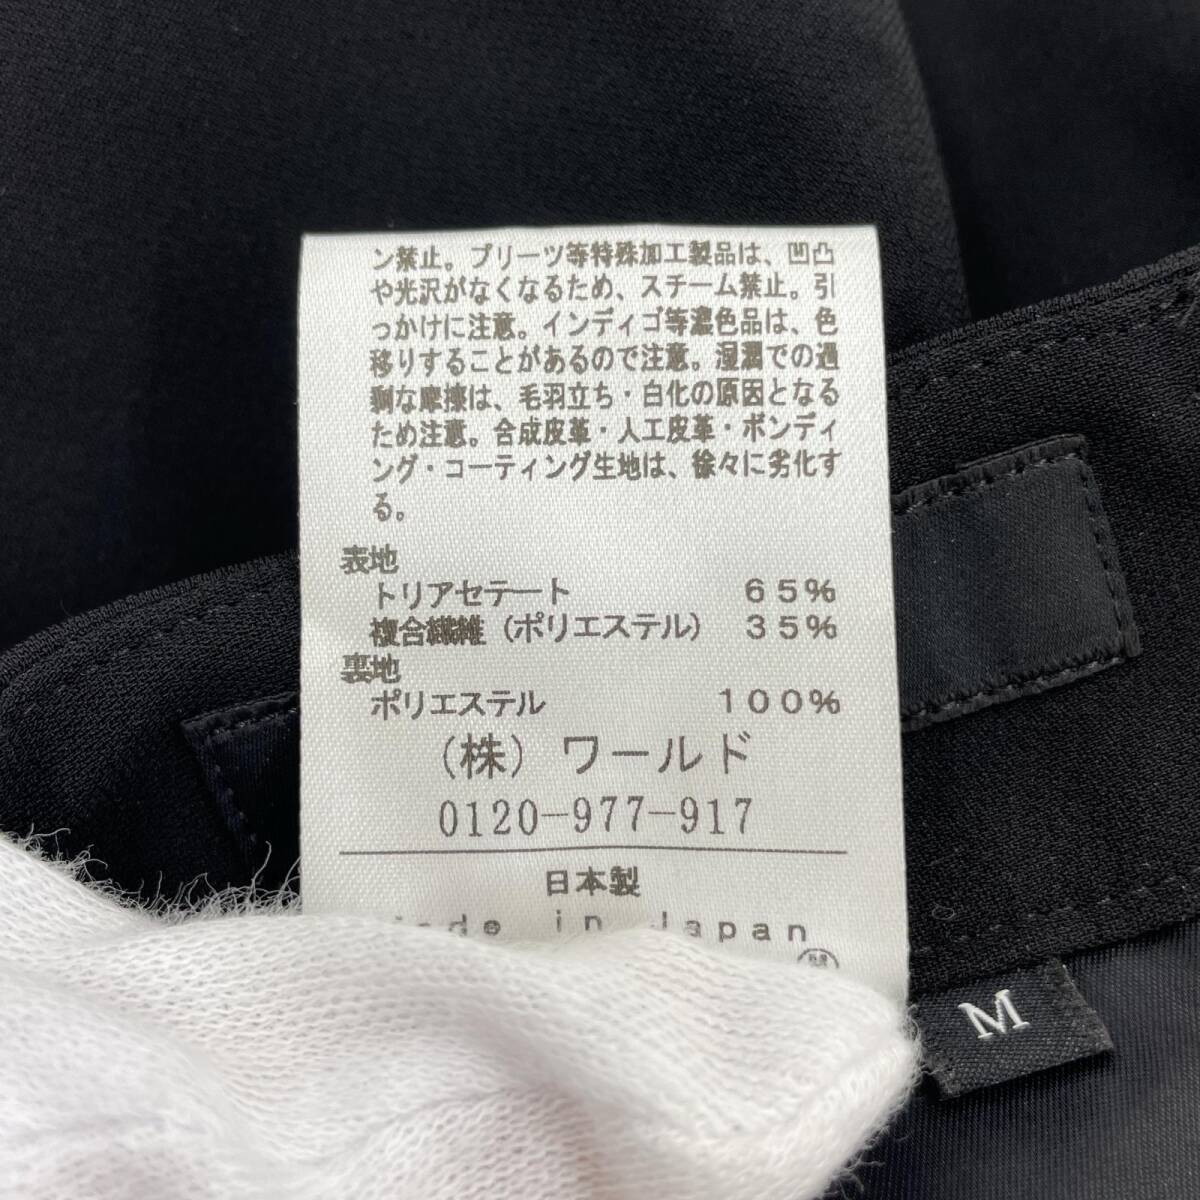 ン禁止。プリーツ等特殊加工製品は、凹凸
や光沢がなくなるため、スチーム禁止。引
っかけに注意。インディゴ等濃色品は、色
移りすることがあるので注意。湿潤での過
剰な摩擦は、毛羽立ち・白化の原因となる
ため注意。合成皮革・人工皮革・ボンディ
ング・コーティング生地は、徐々に劣化す
る。
表地
トリアセテート 65%
複合繊維(ポリエステル) 35%
裏地
ポリエステル 100%
(株)ワールド
0120-977-917
日本製
in Japan
M